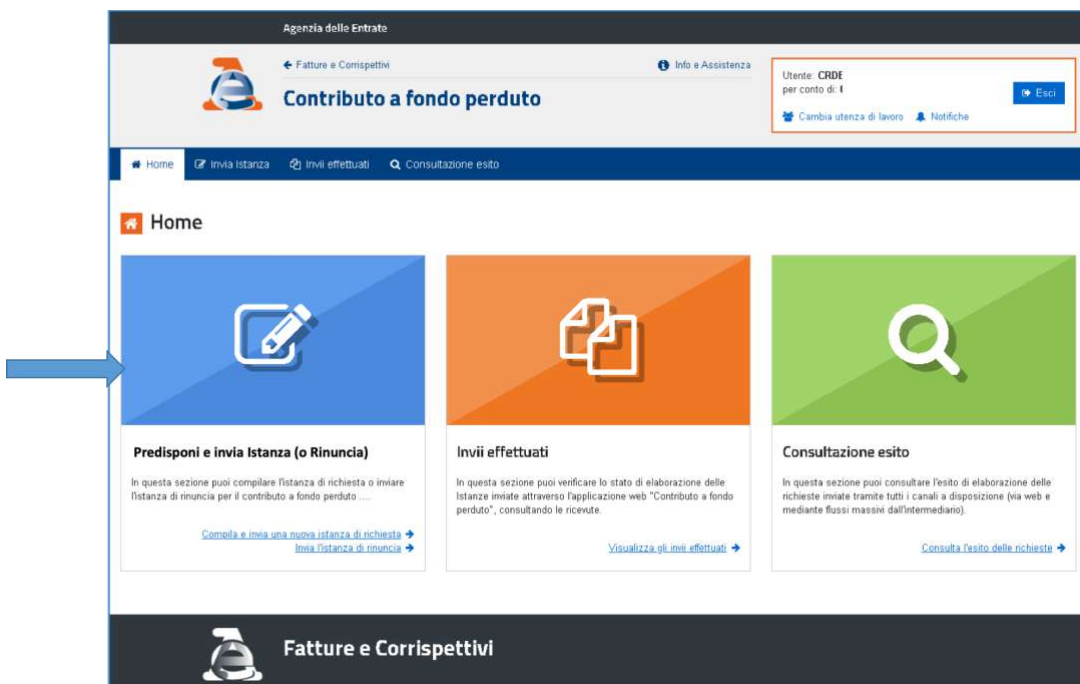 Agenzia delle Entrate
Fatture e Corrispettivi
Info e Assistenza
Contributo a fondo perduto
Utente: CRDE
per conto di:
Esci
Cambia utenza di lavoro Notifiche
Home Invia Istanza Invii effettuati Consultazione esito
Home
Predisponi e invia Istanza (o Rinuncia)
In questa sezione puoi compilare l'istanza di richiesta o inviare
l'istanza di rinuncia per il contributo a fondo perduto ....
Compila e invia una nuova istanza di richiesta
Invia l'istanza di rinuncia
Invii effettuati
In questa sezione puoi verificare lo stato di elaborazione delle
Istanze inviate attraverso l'applicazione web "Contributo a fondo
perduto", consultando le ricevute.
Visualizza gli invii effettuati
Consultazione esito
In questa sezione puoi consultare l'esito di elaborazione delle
richieste inviate tramite tutti i canali a disposizione (via web e
mediante flussi massivi dall'intermediario).
Consulta l'esito delle richieste
Fatture e Corrispettivi